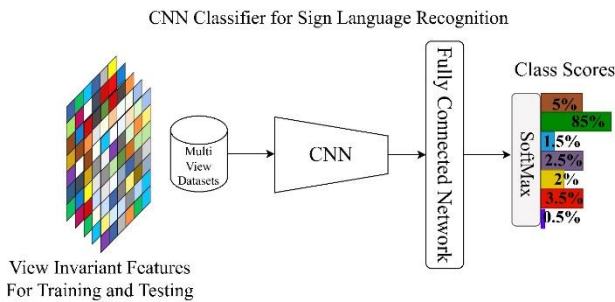 CNN Classifier for Sign Language Recognition
Class Scores
Multi
View
Datasets
CNN
Fully Connected Network
SoftMax
5%
85%
1.5%
2.5%
2%
3.5%
0.5%
View Invariant Features
For Training and Testing